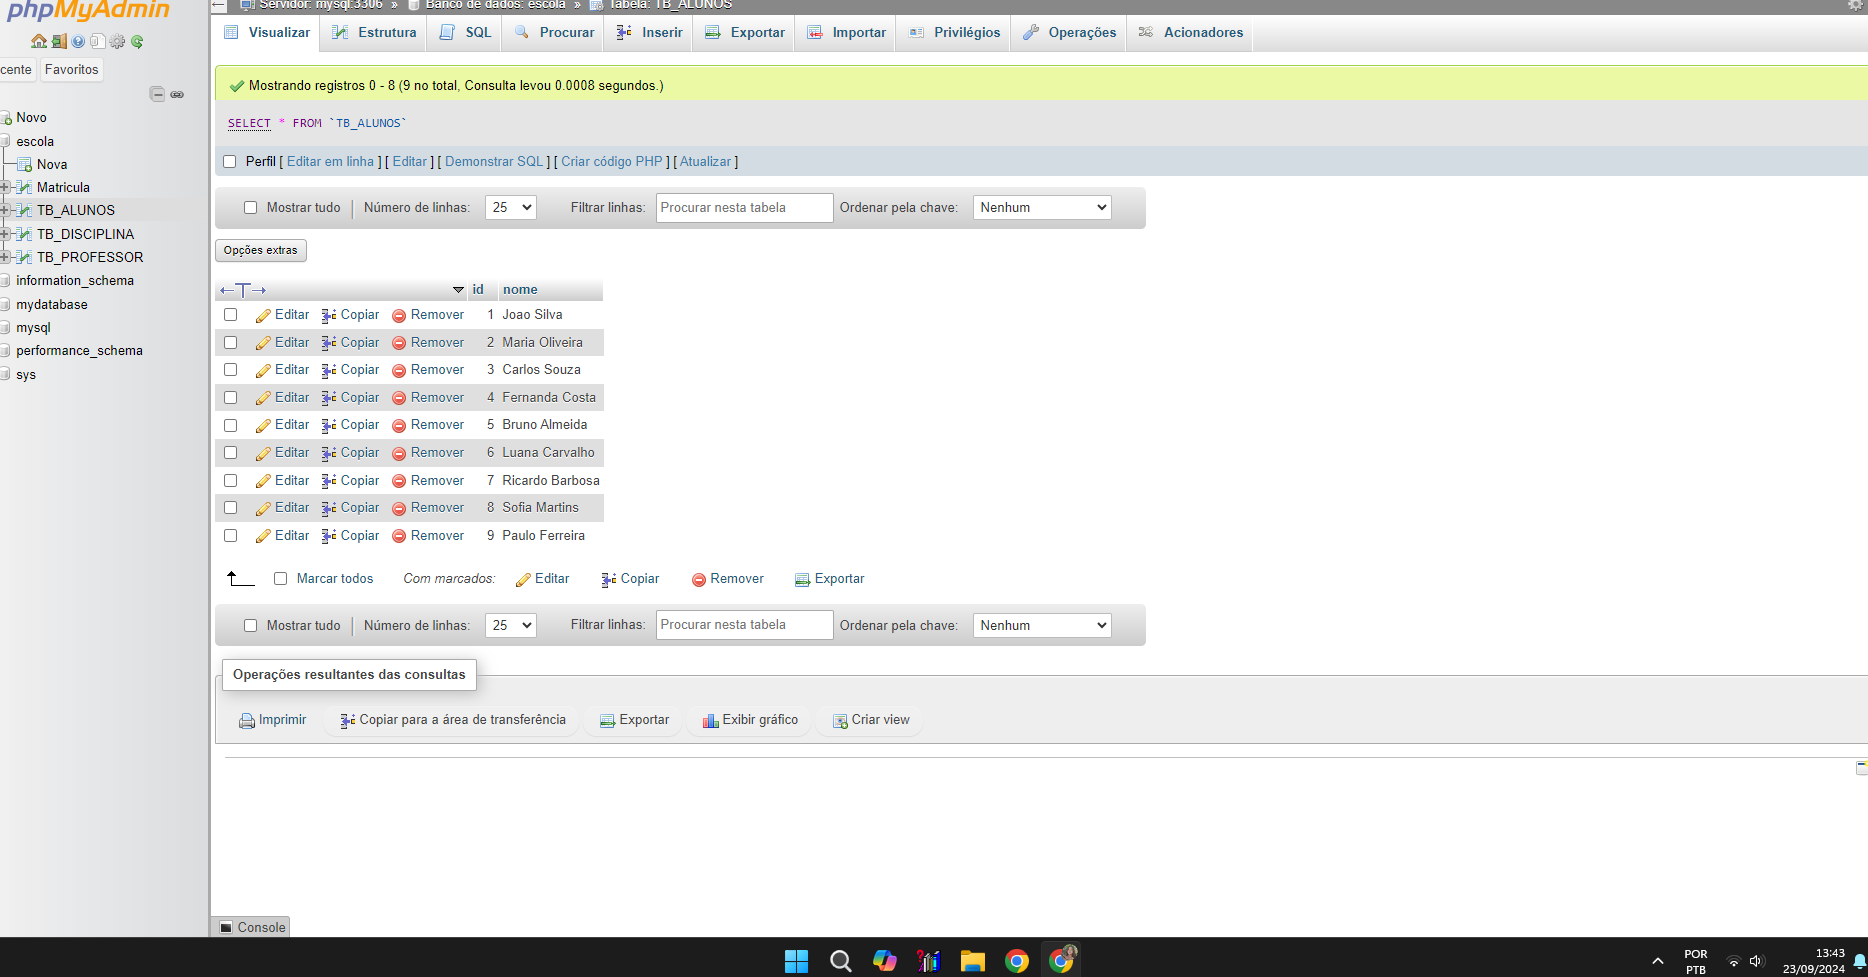 phpMyAdmin
cente Favoritos
Novo
escola
Nova
Matricula
TB_ALUNOS
TB_DISCIPLINA
TB_PROFESSOR
information_schema
mydatabase
mysql
performance_schema
sys
Servidor: mysql:3306 » Banco de dados: escola » Tabela: TB_ALUNOS
Visualizar Estrutura SQL Procurar Inserir Exportar Importar Privilégios Operações Acionadores
Mostrando registros 0 - 8 (9 no total, Consulta levou 0.0008 segundos.)
SELECT * FROM `TB_ALUNOS`
Perfil [ Editar em linha ] [ Editar ] [ Demonstrar SQL ] [ Criar código PHP ] [ Atualizar ]
Mostrar tudo | Número de linhas: 25 Filtrar linhas: Procurar nesta tabela Ordenar pela chave: Nenhum
Opções extras
←T→ id nome
Editar Copiar Remover 1 Joao Silva
Editar Copiar Remover 2 Maria Oliveira
Editar Copiar Remover 3 Carlos Souza
Editar Copiar Remover 4 Fernanda Costa
Editar Copiar Remover 5 Bruno Almeida
Editar Copiar Remover 6 Luana Carvalho
Editar Copiar Remover 7 Ricardo Barbosa
Editar Copiar Remover 8 Sofia Martins
Editar Copiar Remover 9 Paulo Ferreira
Marcar todos Com marcados: Editar Copiar Remover Exportar
Mostrar tudo | Número de linhas: 25 Filtrar linhas: Procurar nesta tabela Ordenar pela chave: Nenhum
Operações resultantes das consultas
Imprimir Copiar para a área de transferência Exportar Exibir gráfico Criar view
Console
POR
PTB
13:43
23/09/2024